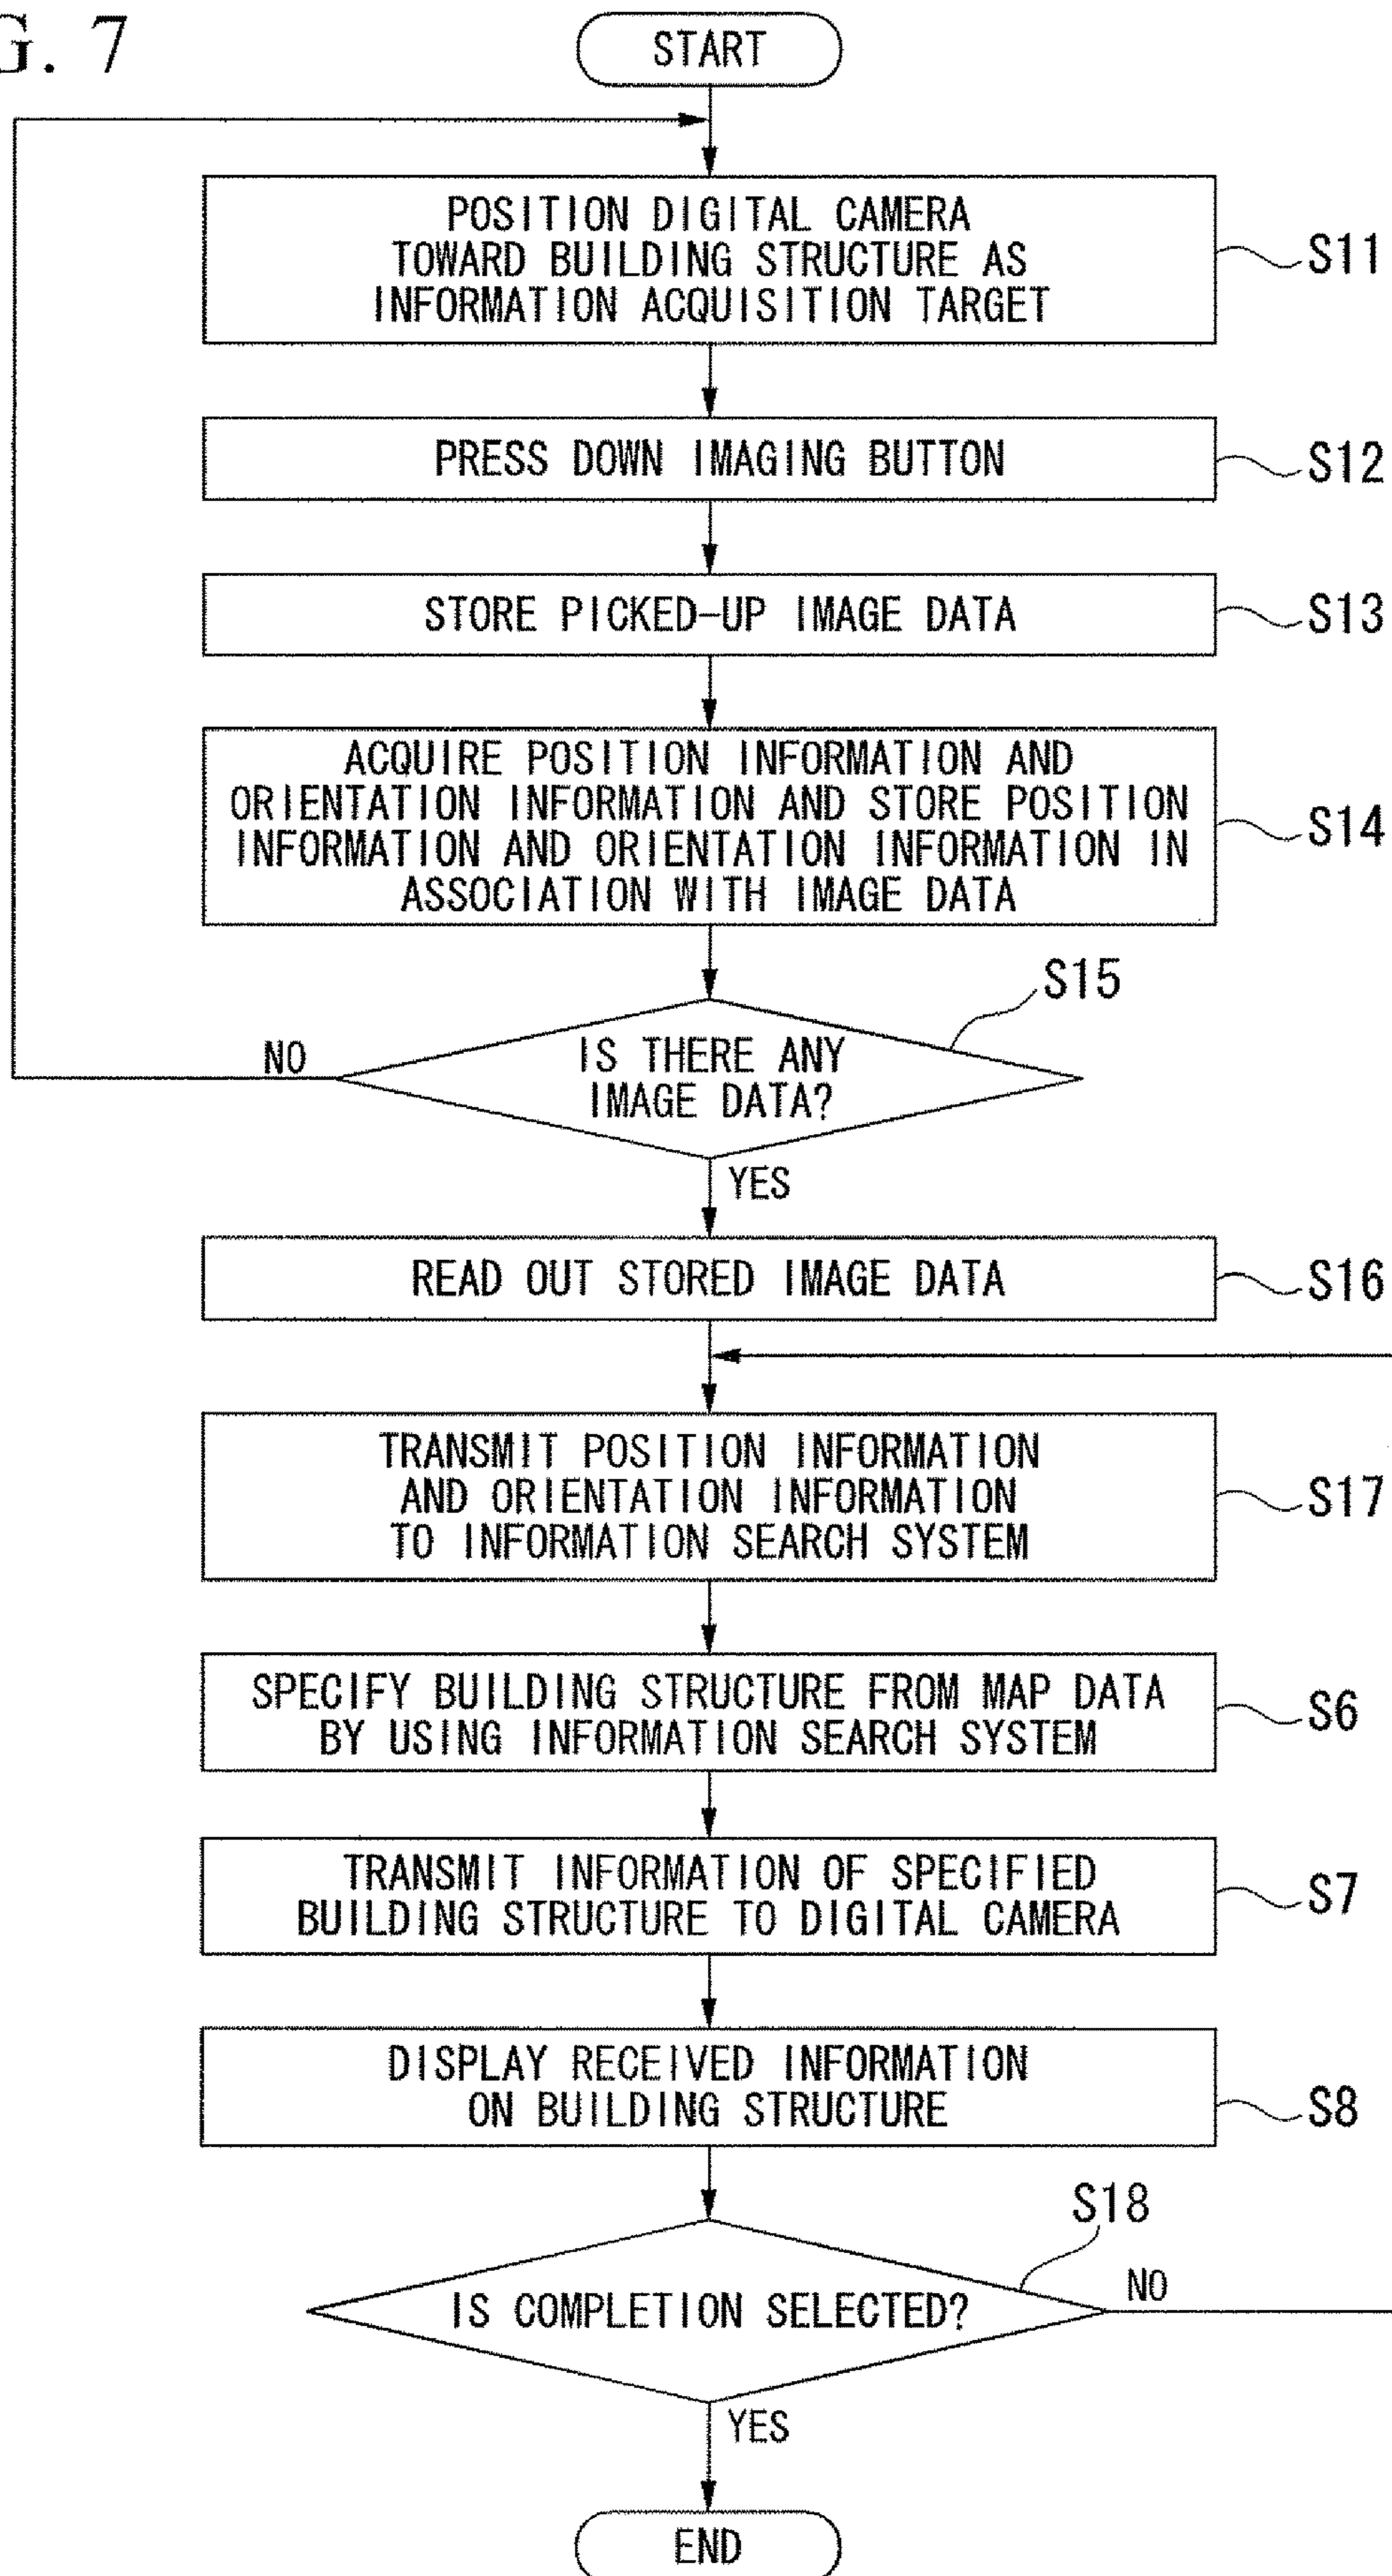 G. 7
START
POSITION DIGITAL CAMERA
TOWARD BUILDING STRUCTURE AS
INFORMATION ACQUISITION TARGET
S11
PRESS DOWN IMAGING BUTTON
S12
STORE PICKED-UP IMAGE DATA
S13
ACQUIRE POSITION INFORMATION AND
ORIENTATION INFORMATION AND STORE POSITION
INFORMATION AND ORIENTATION INFORMATION IN
ASSOCIATION WITH IMAGE DATA
S14
S15
NO
IS THERE ANY
IMAGE DATA?
YES
READ OUT STORED IMAGE DATA
S16
TRANSMIT POSITION INFORMATION
AND ORIENTATION INFORMATION
TO INFORMATION SEARCH SYSTEM
S17
SPECIFY BUILDING STRUCTURE FROM MAP DATA
BY USING INFORMATION SEARCH SYSTEM
S6
TRANSMIT INFORMATION OF SPECIFIED
BUILDING STRUCTURE TO DIGITAL CAMERA
S7
DISPLAY RECEIVED INFORMATION
ON BUILDING STRUCTURE
S8
S18
IS COMPLETION SELECTED?
NO
YES
END